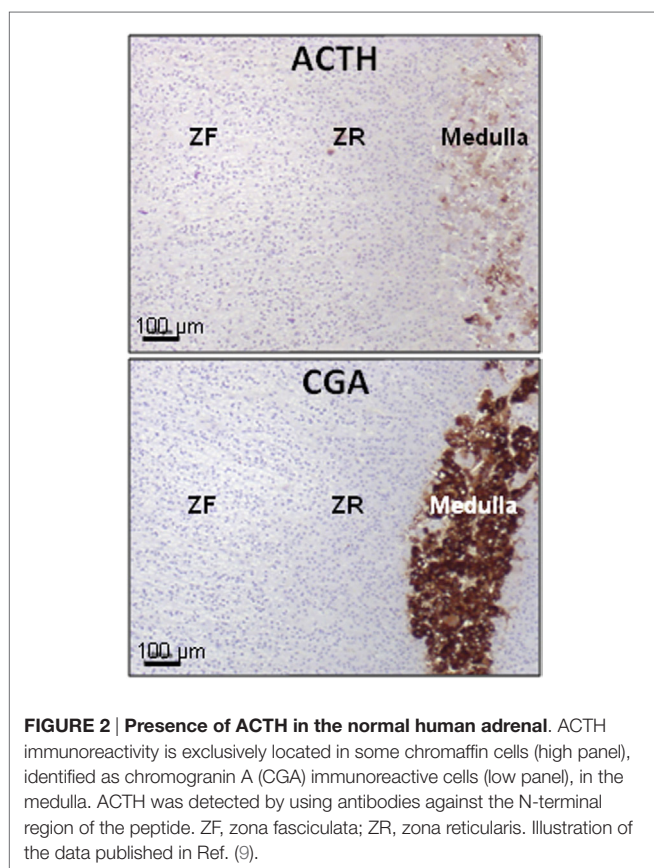 ACTH
ZF ZR Medulla
100 µm
CGA
ZF ZR Medulla
100 µm
FIGURE 2 | Presence of ACTH in the normal human adrenal. ACTH
immunoreactivity is exclusively located in some chromaffin cells (high panel),
identified as chromogranin A (CGA) immunoreactive cells (low panel), in the
medulla. ACTH was detected by using antibodies against the N-terminal
region of the peptide. ZF, zona fasciculata; ZR, zona reticularis. Illustration of
the data published in Ref. (9).